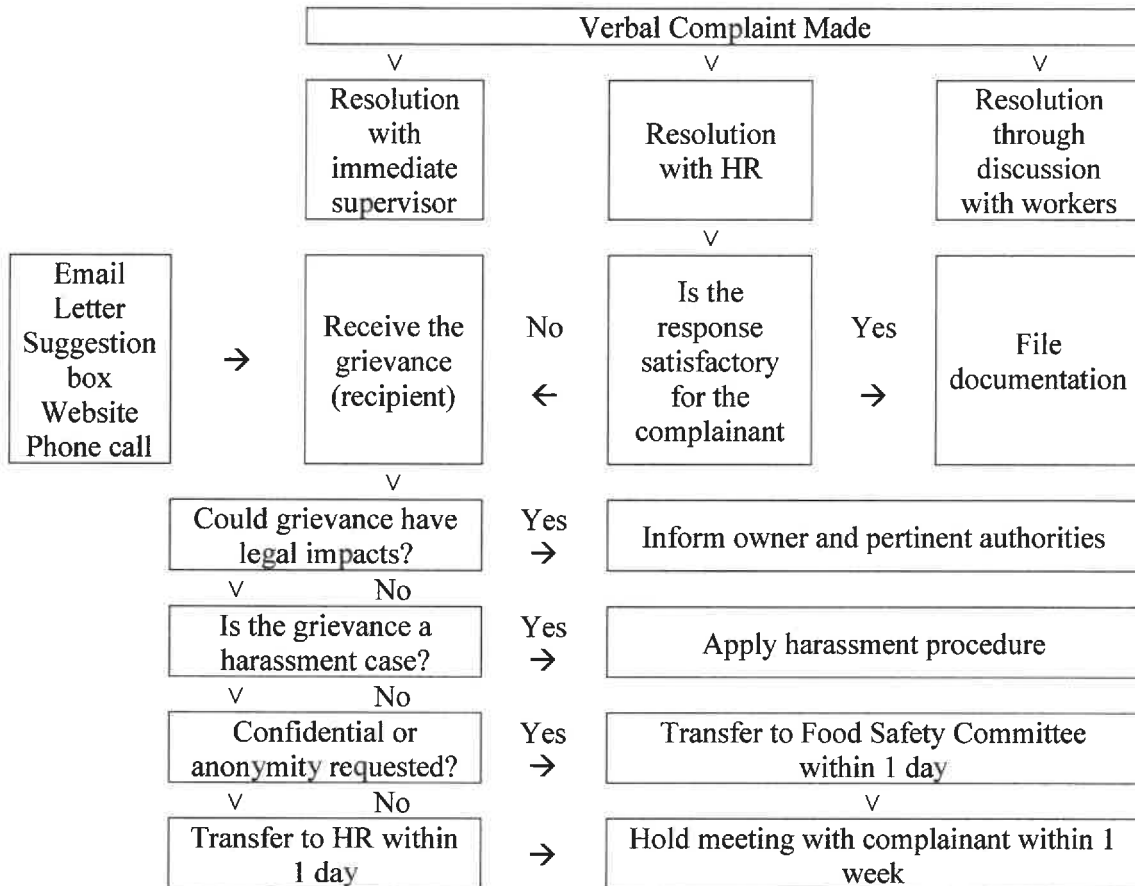 Verbal Complaint Made
∨ ∨ ∨
Resolution
with
immediate
supervisor
Resolution
with HR
Resolution
through
discussion
with workers
∨
Email
Letter
Suggestion
box
Website
Phone call
→
Receive the
grievance
(recipient)
No
←
Is the
response
satisfactory
for the
complainant
Yes
→
File
documentation
∨
Could grievance have
legal impacts?
Yes
→
Inform owner and pertinent authorities
∨ No
Is the grievance a
harassment case?
Yes
→
Apply harassment procedure
∨ No
Confidential or
anonymity requested?
Yes
→
Transfer to Food Safety Committee
within 1 day
∨ No
∨
Transfer to HR within
1 day
→
Hold meeting with complainant within 1
week